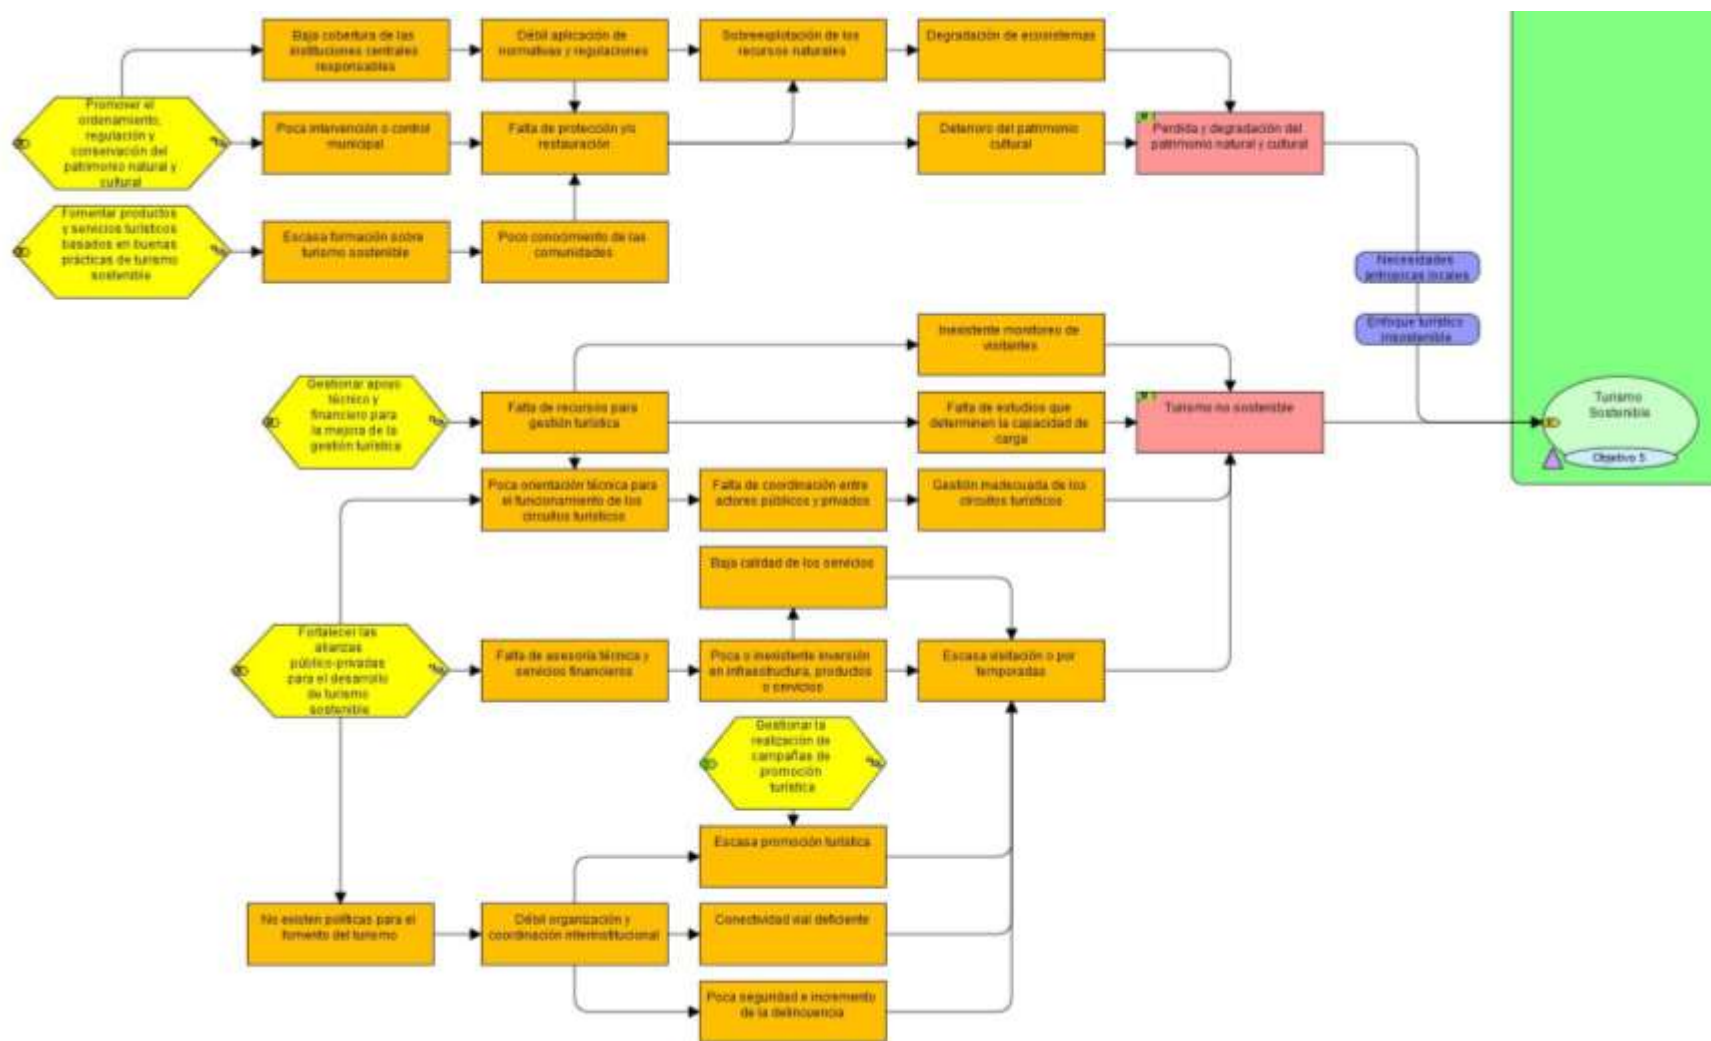 Baja cobertura de las
instituciones centrales
responsables
Débil aplicación de
normativas y regulaciones
Sobreexplotación de los
recursos naturales
Degradación de ecosistemas
Promover el
ordenamiento,
regulación y
conservación del
patrimonio natural y
cultural
Poca intervención o control
municipal
Falta de protección y/o
restauración
Deterioro del patrimonio
cultural
Perdida y degradación del
patrimonio natural y cultural
Fomentar productos
y servicios turísticos
basados en buenas
prácticas de turismo
sostenible
Escasa formación sobre
turismo sostenible
Poco conocimiento de las
comunidades
Necesidades
antropicas locales
Enfoque turístico
insostenible
Inexistente monitoreo de
visitantes
Gestionar apoyo
técnico y
financiero para
la mejora de la
gestión turística
Falta de recursos para
gestión turística
Falta de estudios que
determinen la capacidad de
carga
Turismo no sostenible
Turismo
Sostenible
Objetivo 5
Poca orientación técnica para
el funcionamiento de los
circuitos turísticos
Falta de coordinación entre
actores públicos y privados
Gestión inadecuada de los
circuitos turísticos
Baja calidad de los servicios
Fortalecer las
alianzas
público-privadas
para el desarrollo
de turismo
sostenible
Falta de asesoría técnica y
servicios financieros
Poca o inexistente inversión
en infraestructura, productos
o servicios
Escasa visitación o por
temporadas
Gestionar la
realización de
campañas de
promoción
turística
Escasa promoción turística
No existen políticas para el
fomento del turismo
Débil organización y
coordinación interinstitucional
Conectividad vial deficiente
Poca seguridad e incremento
de la delincuencia